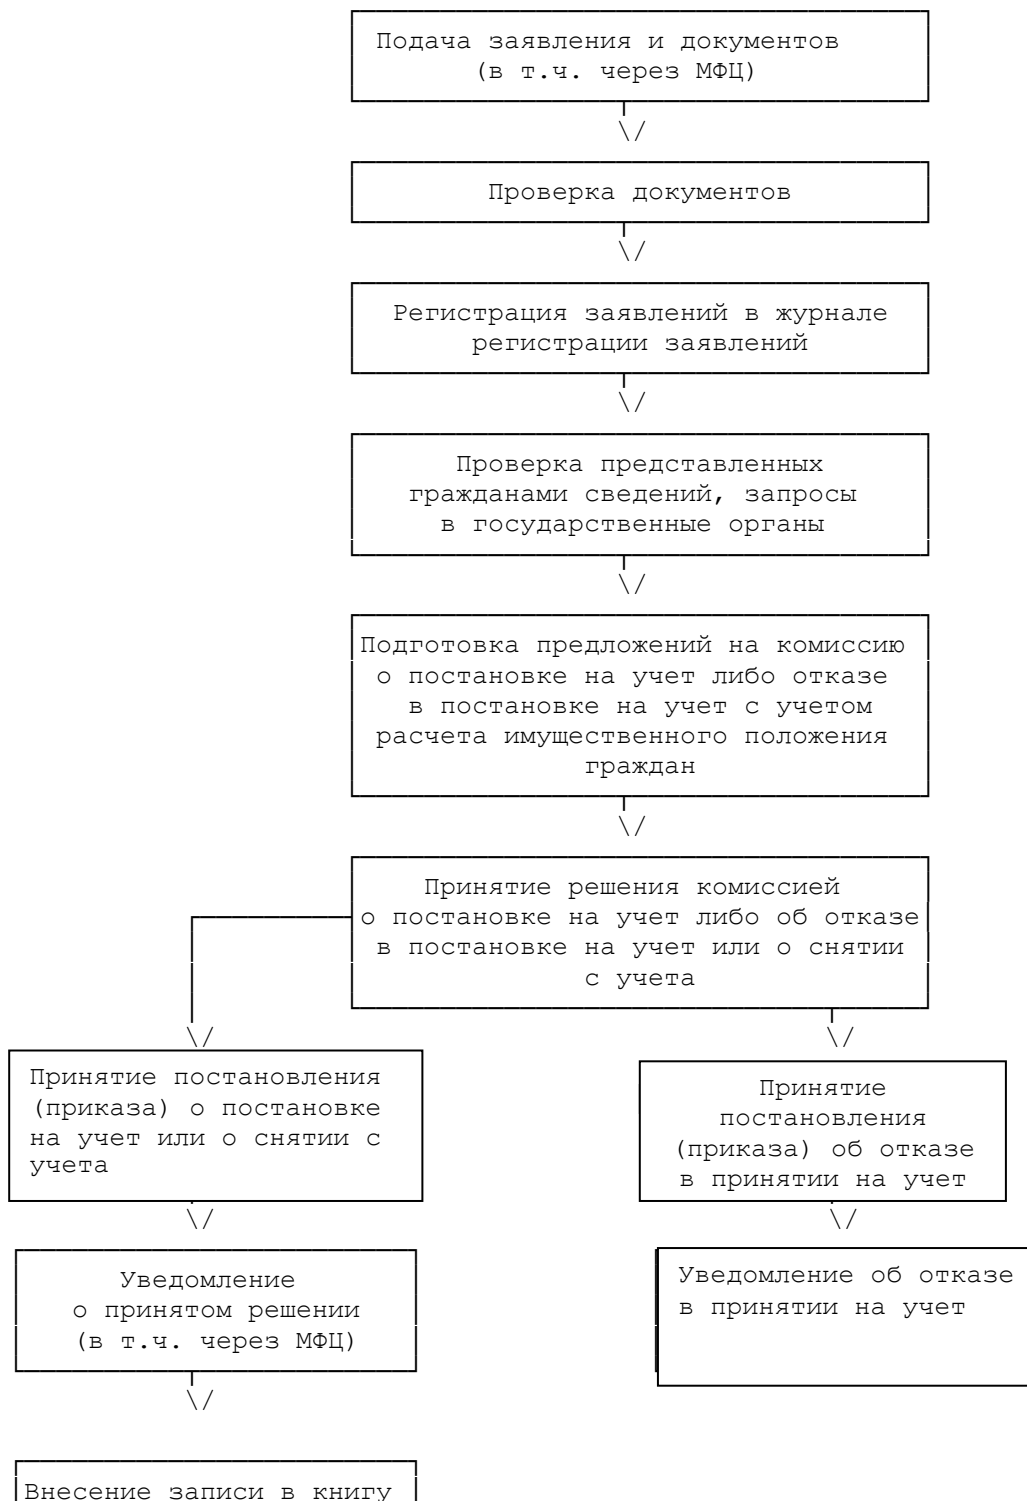 Подача заявления и документов
(в т.ч. через МФЦ)
\/
Проверка документов
\/
Регистрация заявлений в журнале
регистрации заявлений
\/
Проверка представленных
гражданами сведений, запросы
в государственные органы
\/
Подготовка предложений на комиссию
о постановке на учет либо отказе
в постановке на учет с учетом
расчета имущественного положения
граждан
\/
Принятие решения комиссией
о постановке на учет либо об отказе
в постановке на учет или о снятии
с учета
\/
\/
Принятие постановления
(приказа) о постановке
на учет или о снятии с
учета
Принятие
постановления
(приказа) об отказе
в принятии на учет
\/
\/
Уведомление
о принятом решении
(в т.ч. через МФЦ)
Уведомление об отказе
в принятии на учет
\/
Внесение записи в книгу